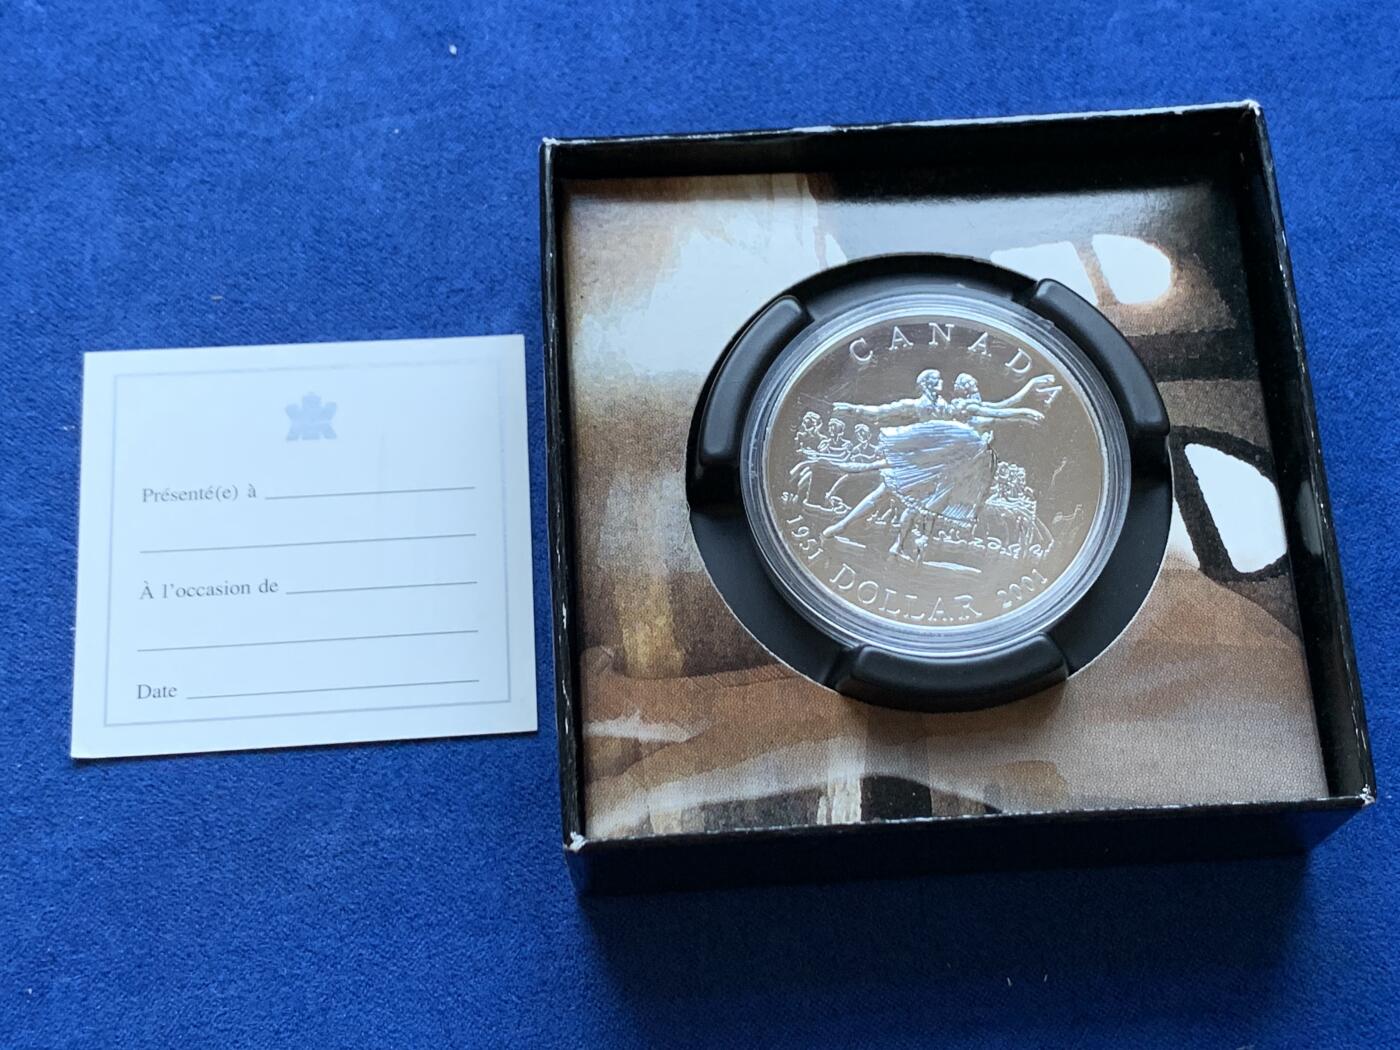 Présenté(e) à
À l'occasion de
Date
CANADA
1951 DOLLAR 2001